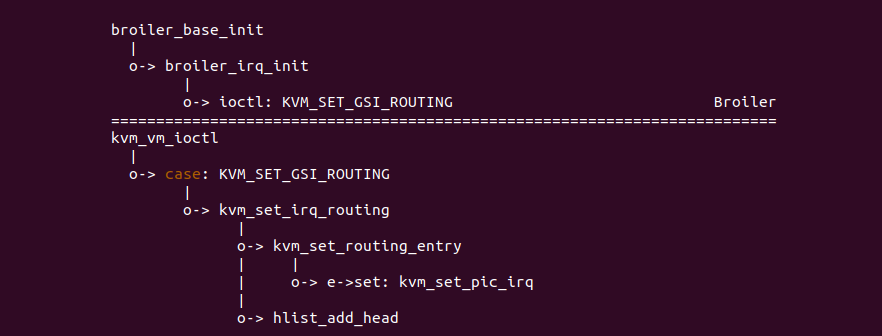 broiler_base_init
|
o-> broiler_irq_init
|
o-> ioctl: KVM_SET_GSI_ROUTING Broiler
==========================================================================
kvm_vm_ioctl
|
o-> case: KVM_SET_GSI_ROUTING
|
o-> kvm_set_irq_routing
|
o-> kvm_set_routing_entry
| |
| o-> e->set: kvm_set_pic_irq
|
o-> hlist_add_head